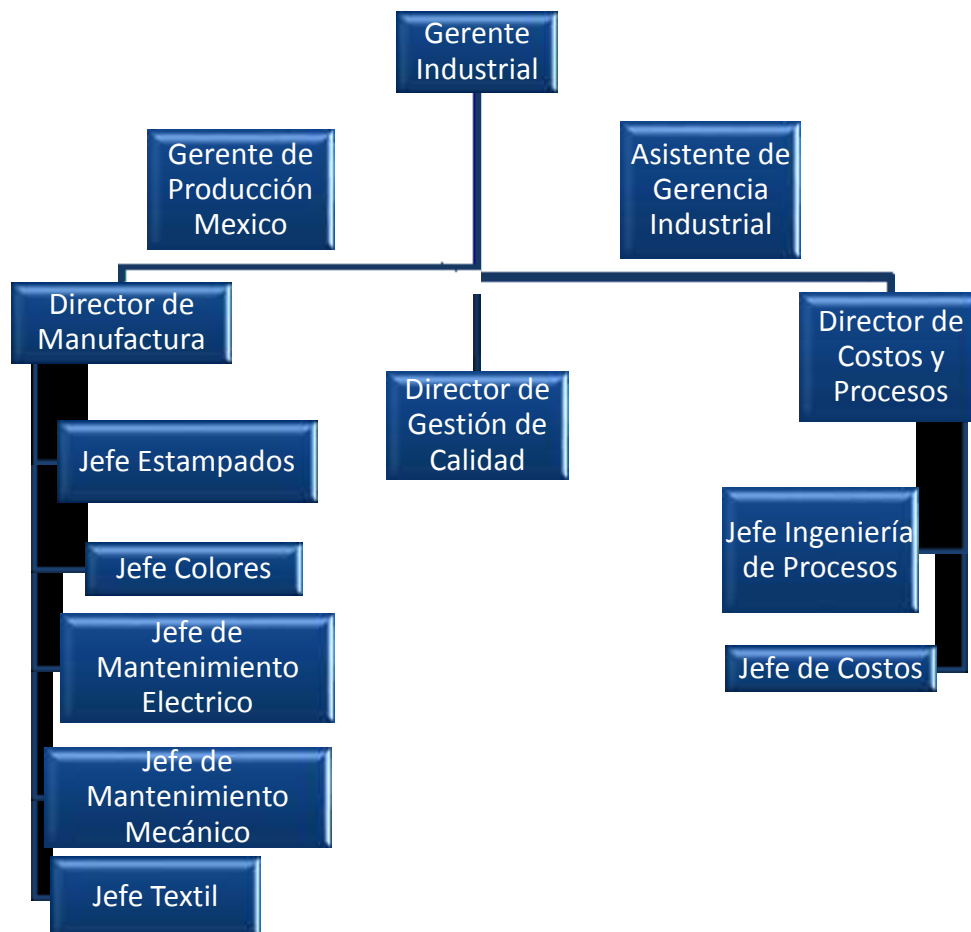 Gerente
Industrial
Gerente de
Producción
Mexico
Asistente de
Gerencia
Industrial
Director de
Manufactura
Director de
Gestión de
Calidad
Director de
Costos y
Procesos
Jefe Estampados
Jefe Colores
Jefe de
Mantenimiento
Electrico
Jefe de
Mantenimiento
Mecánico
Jefe Textil
Jefe Ingeniería
de Procesos
Jefe de Costos